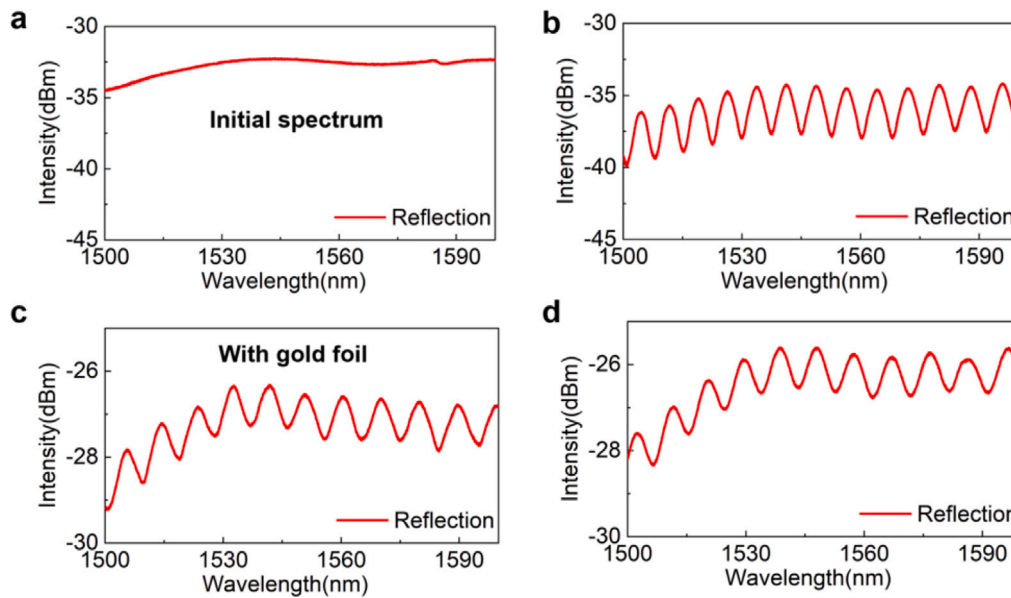 a
-30
-35
-40
-45
Intensity(dBm)
Initial spectrum
Reflection
1500
1530
1560
1590
Wavelength(nm)
b
-30
-35
-40
-45
Intensity(dBm)
Reflection
1500
1530
1560
1590
Wavelength(nm)
c
-26
-28
-30
Intensity(dBm)
With gold foil
Reflection
1500
1530
1560
1590
Wavelength(nm)
d
-26
-28
-30
Intensity(dBm)
Reflection
1500
1530
1560
1590
Wavelength(nm)